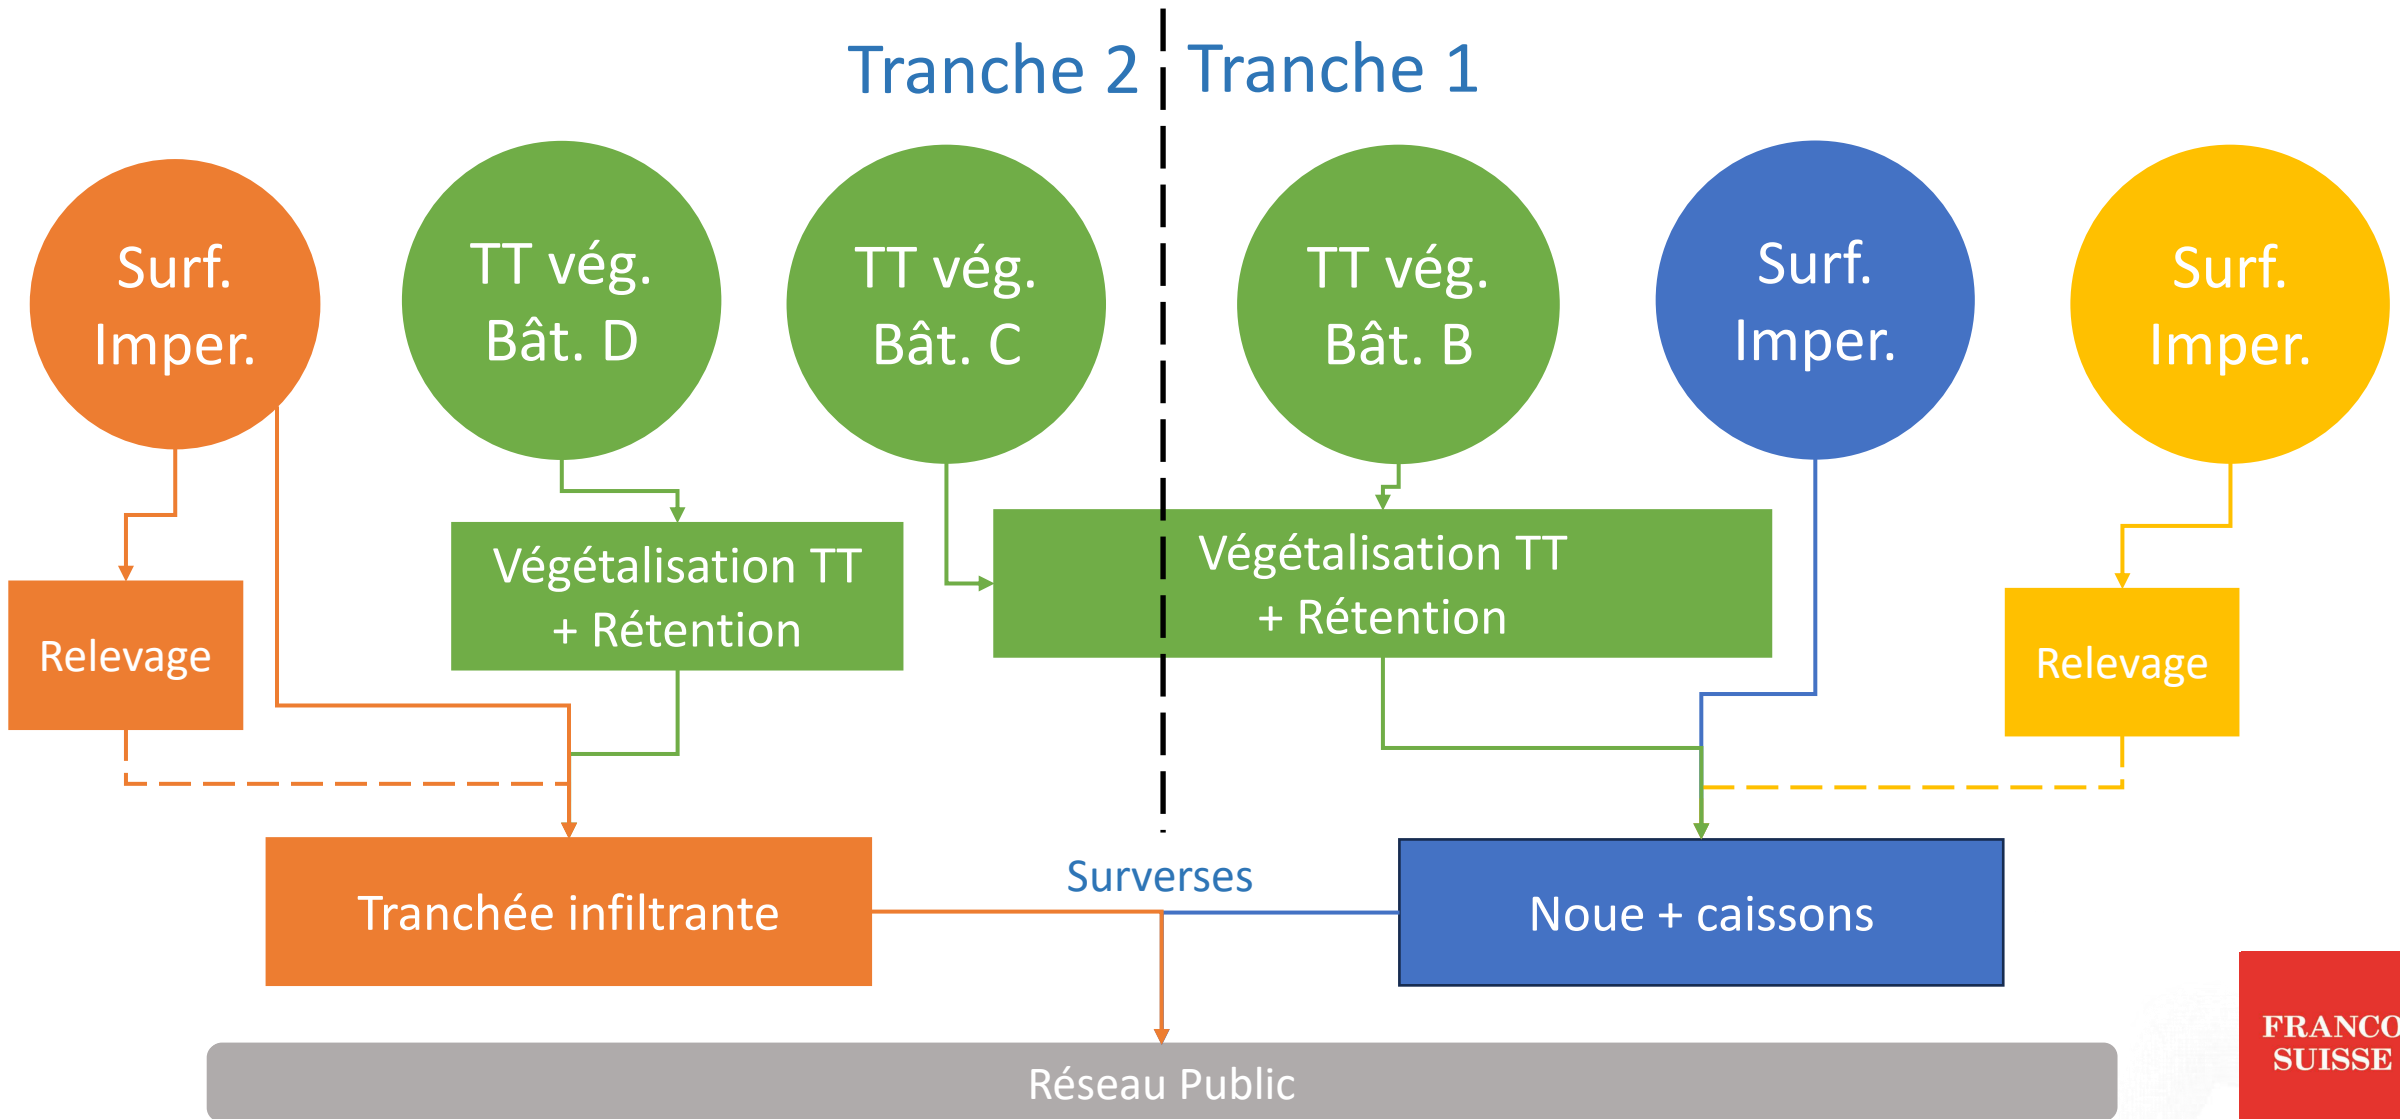 Tranche 2
Tranche 1
Surf.
Imper.
TT vég.
Bât. D
TT vég.
Bât. C
TT vég.
Bât. B
Surf.
Imper.
Surf.
Imper.
Relevage
Végétalisation TT
+ Rétention
Végétalisation TT
+ Rétention
Relevage
Tranchée infiltrante
Surverses
Noue + caissons
Réseau Public
FRANCO
SUISSE